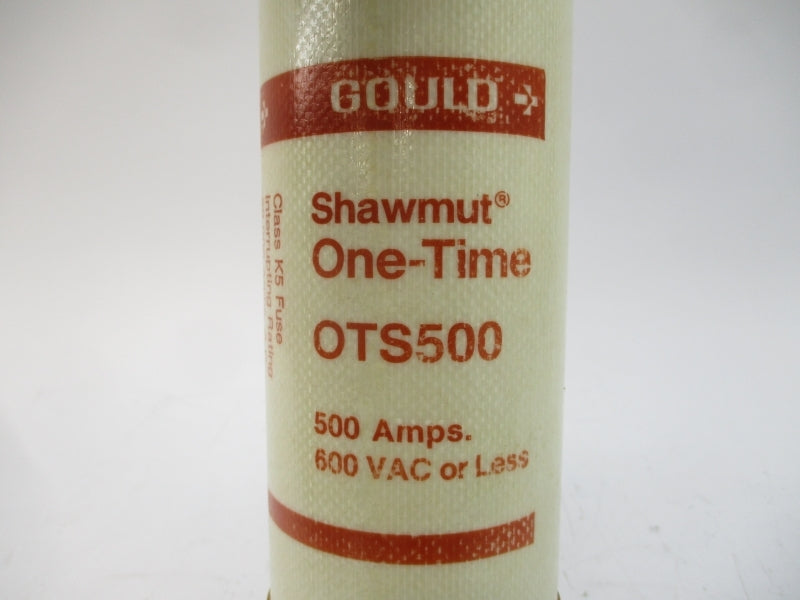 GOULD
Shawmut®
One-Time
OTS500
500 Amps.
600 VAC or Less
Class K5 Fuse
Interrupting Rating